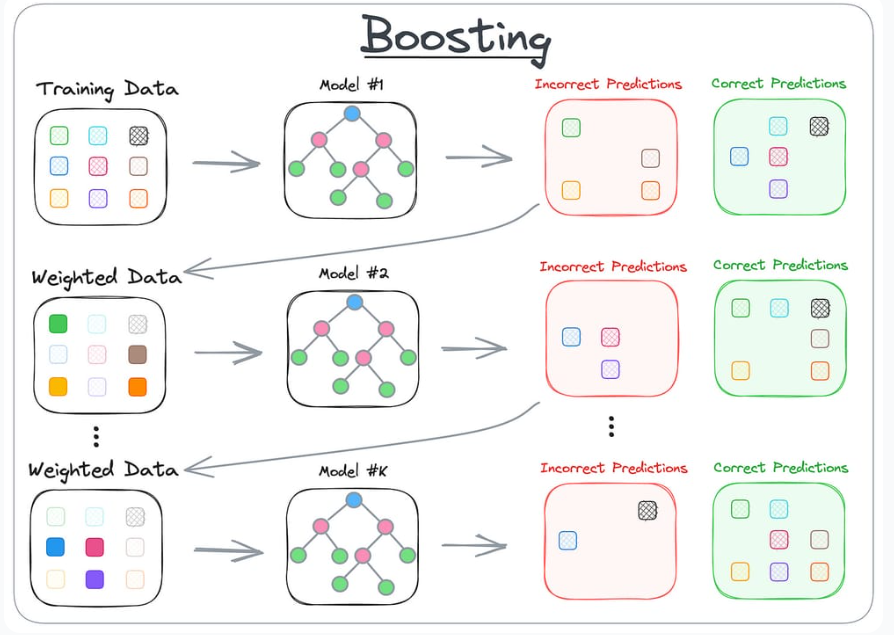 Boosting
Training Data
Model #1
Incorrect Predictions
Correct Predictions
Weighted Data
Model #2
Incorrect Predictions
Correct Predictions
Weighted Data
Model #K
Incorrect Predictions
Correct Predictions